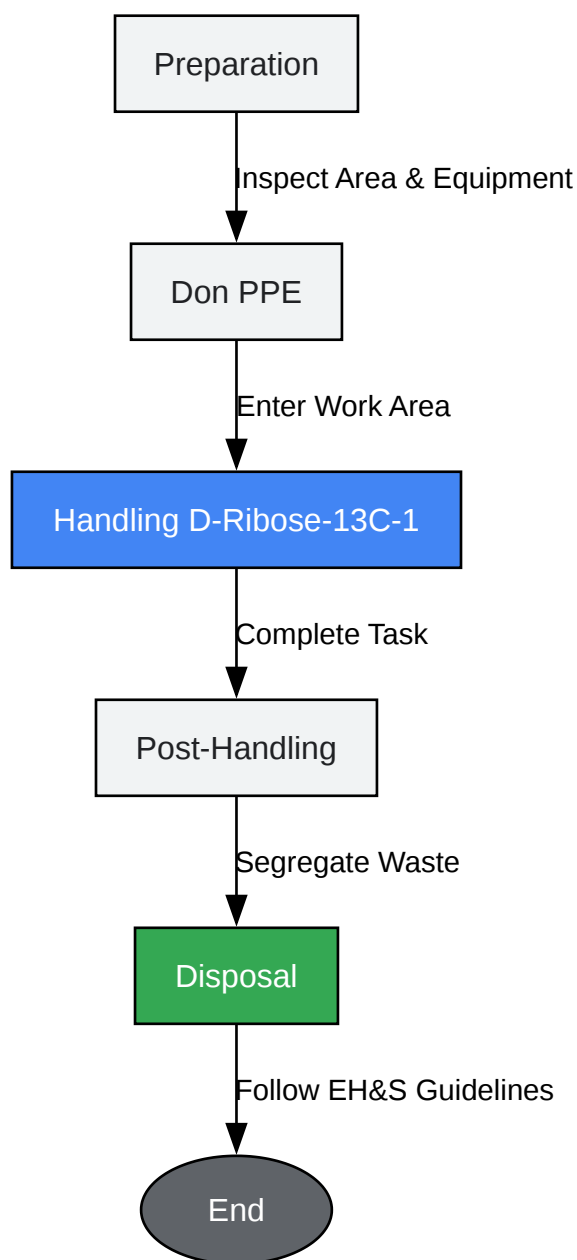 Preparation
Inspect Area & Equipment
Don PPE
Enter Work Area
Handling D-Ribose-13C-1
Complete Task
Post-Handling
Segregate Waste
Disposal
Follow EH&S Guidelines
End